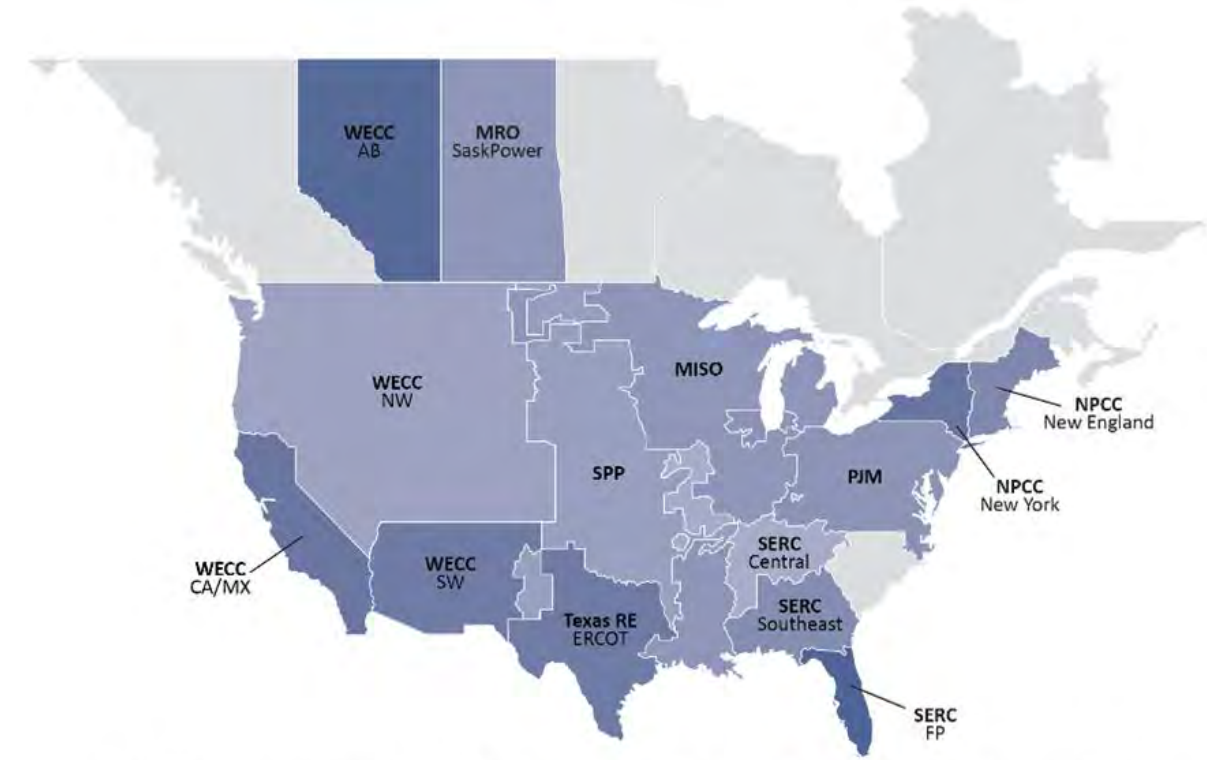 WECC
AB
MRO
SaskPower
WECC
NW
MISO
NPCC
New England
SPP
PJM
NPCC
New York
WECC
CA/MX
WECC
SW
SERC
Central
Texas RE
ERCOT
SERC
Southeast
SERC
FP